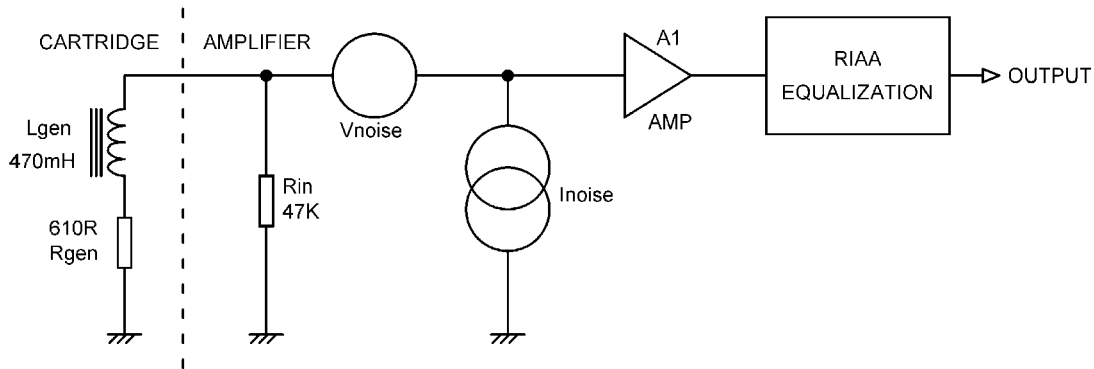 CARTRIDGE
AMPLIFIER
Lgen
470mH
610R
Rgen
Rin
47K
Vnoise
Inoise
A1
AMP
RIAA
EQUALIZATION
OUTPUT